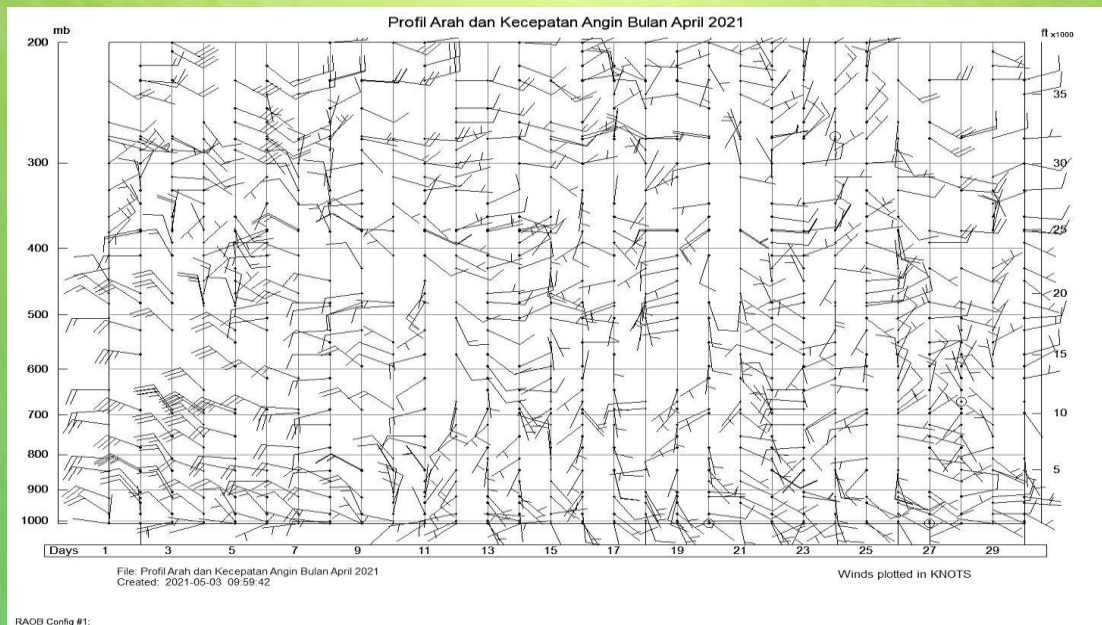 Profil Arah dan Kecepatan Angin Bulan April 2021
mb
ft x1000
200
35
300
30
25
400
20
500
15
600
700
10
800
5
900
1000
Days 1 3 5 7 9 11 13 15 17 19 21 23 25 27 29
File: Profil Arah dan Kecepatan Angin Bulan April 2021
Winds plotted in KNOTS
Created: 2021-05-03 09:59:42
RAOB Config #1: